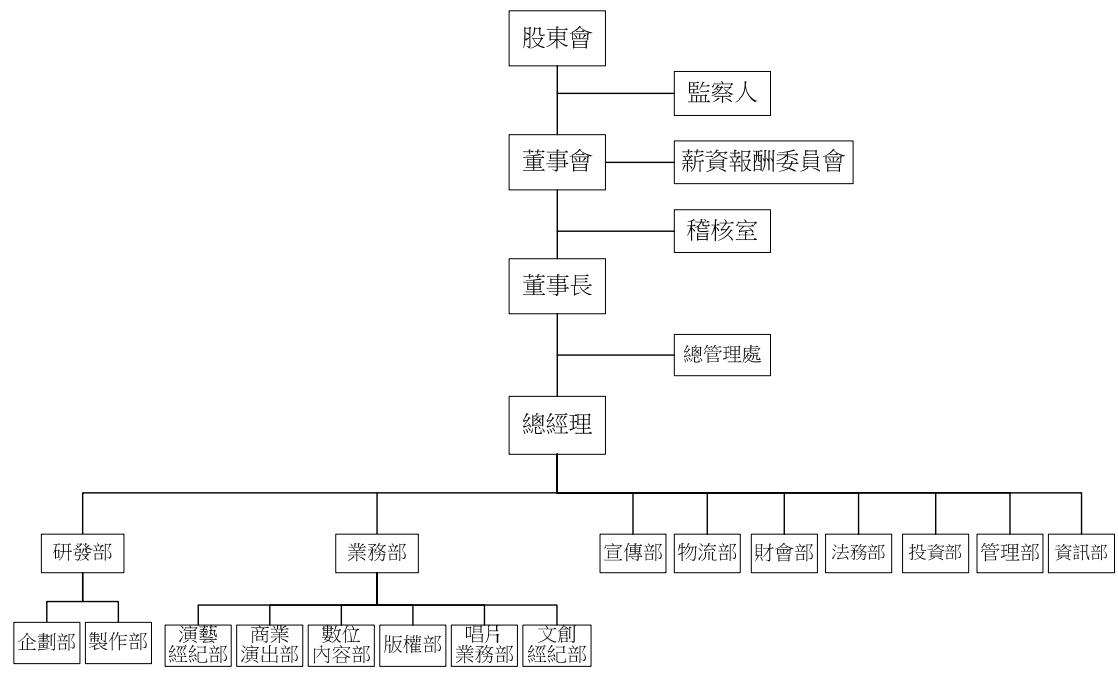 股東會
監察人
董事會
薪資報酬委員會
稽核室
董事長
總管理處
總經理
研發部
業務部
宣傳部
物流部
財會部
法務部
投資部
管理部
資訊部
企劃部
製作部
演藝
經紀部
商業
演出部
數位
內容部
版權部
唱片
業務部
文創
經紀部